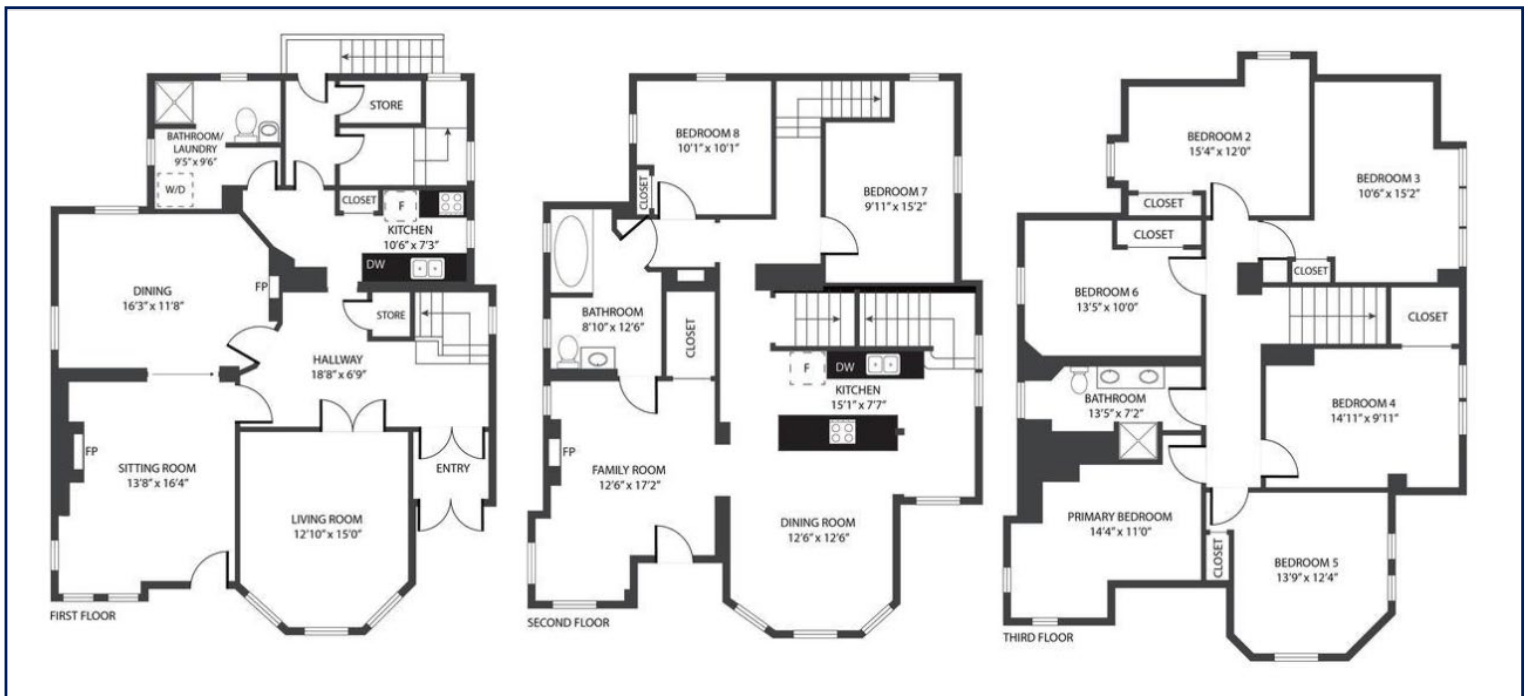 STORE
BATHROOM/
LAUNDRY
9'5" x 9'6"
W/D
CLOSET
F
KITCHEN
10'6" x 7'3"
DW
DINING
16'3" x 11'8"
FP
STORE
HALLWAY
18'8" x 6'9"
FP
SITTING ROOM
13'8" x 16'4"
ENTRY
LIVING ROOM
12'10" x 15'0"
FIRST FLOOR
BEDROOM 8
10'1" x 10'1"
CLOSET
BEDROOM 7
9'11" x 15'2"
BATHROOM
8'10" x 12'6"
CLOSET
F
DW
KITCHEN
15'1" x 7'7"
FP
FAMILY ROOM
12'6" x 17'2"
DINING ROOM
12'6" x 12'6"
SECOND FLOOR
BEDROOM 2
15'4" x 12'0"
BEDROOM 3
10'6" x 15'2"
CLOSET
CLOSET
CLOSET
BEDROOM 6
13'5" x 10'0"
CLOSET
BATHROOM
13'5" x 7'2"
BEDROOM 4
14'11" x 9'11"
PRIMARY BEDROOM
14'4" x 11'0"
CLOSET
BEDROOM 5
13'9" x 12'4"
THIRD FLOOR